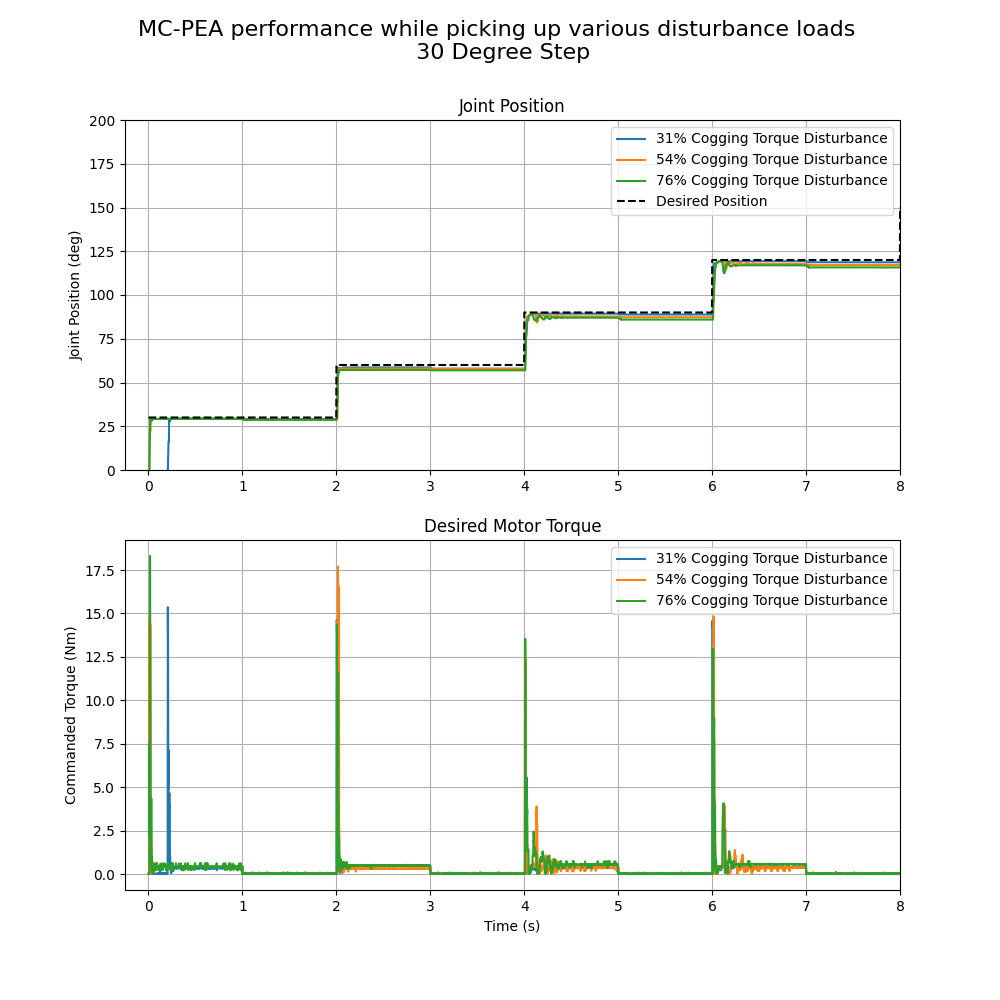 MC-PEA performance while picking up various disturbance loads
30 Degree Step
Joint Position
200
175
150
125
100
75
50
25
0
Joint Position (deg)
31% Cogging Torque Disturbance
54% Cogging Torque Disturbance
76% Cogging Torque Disturbance
Desired Position
0 1 2 3 4 5 6 7 8
Desired Motor Torque
17.5
15.0
12.5
10.0
7.5
5.0
2.5
0.0
Commanded Torque (Nm)
31% Cogging Torque Disturbance
54% Cogging Torque Disturbance
76% Cogging Torque Disturbance
0 1 2 3 4 5 6 7 8
Time (s)